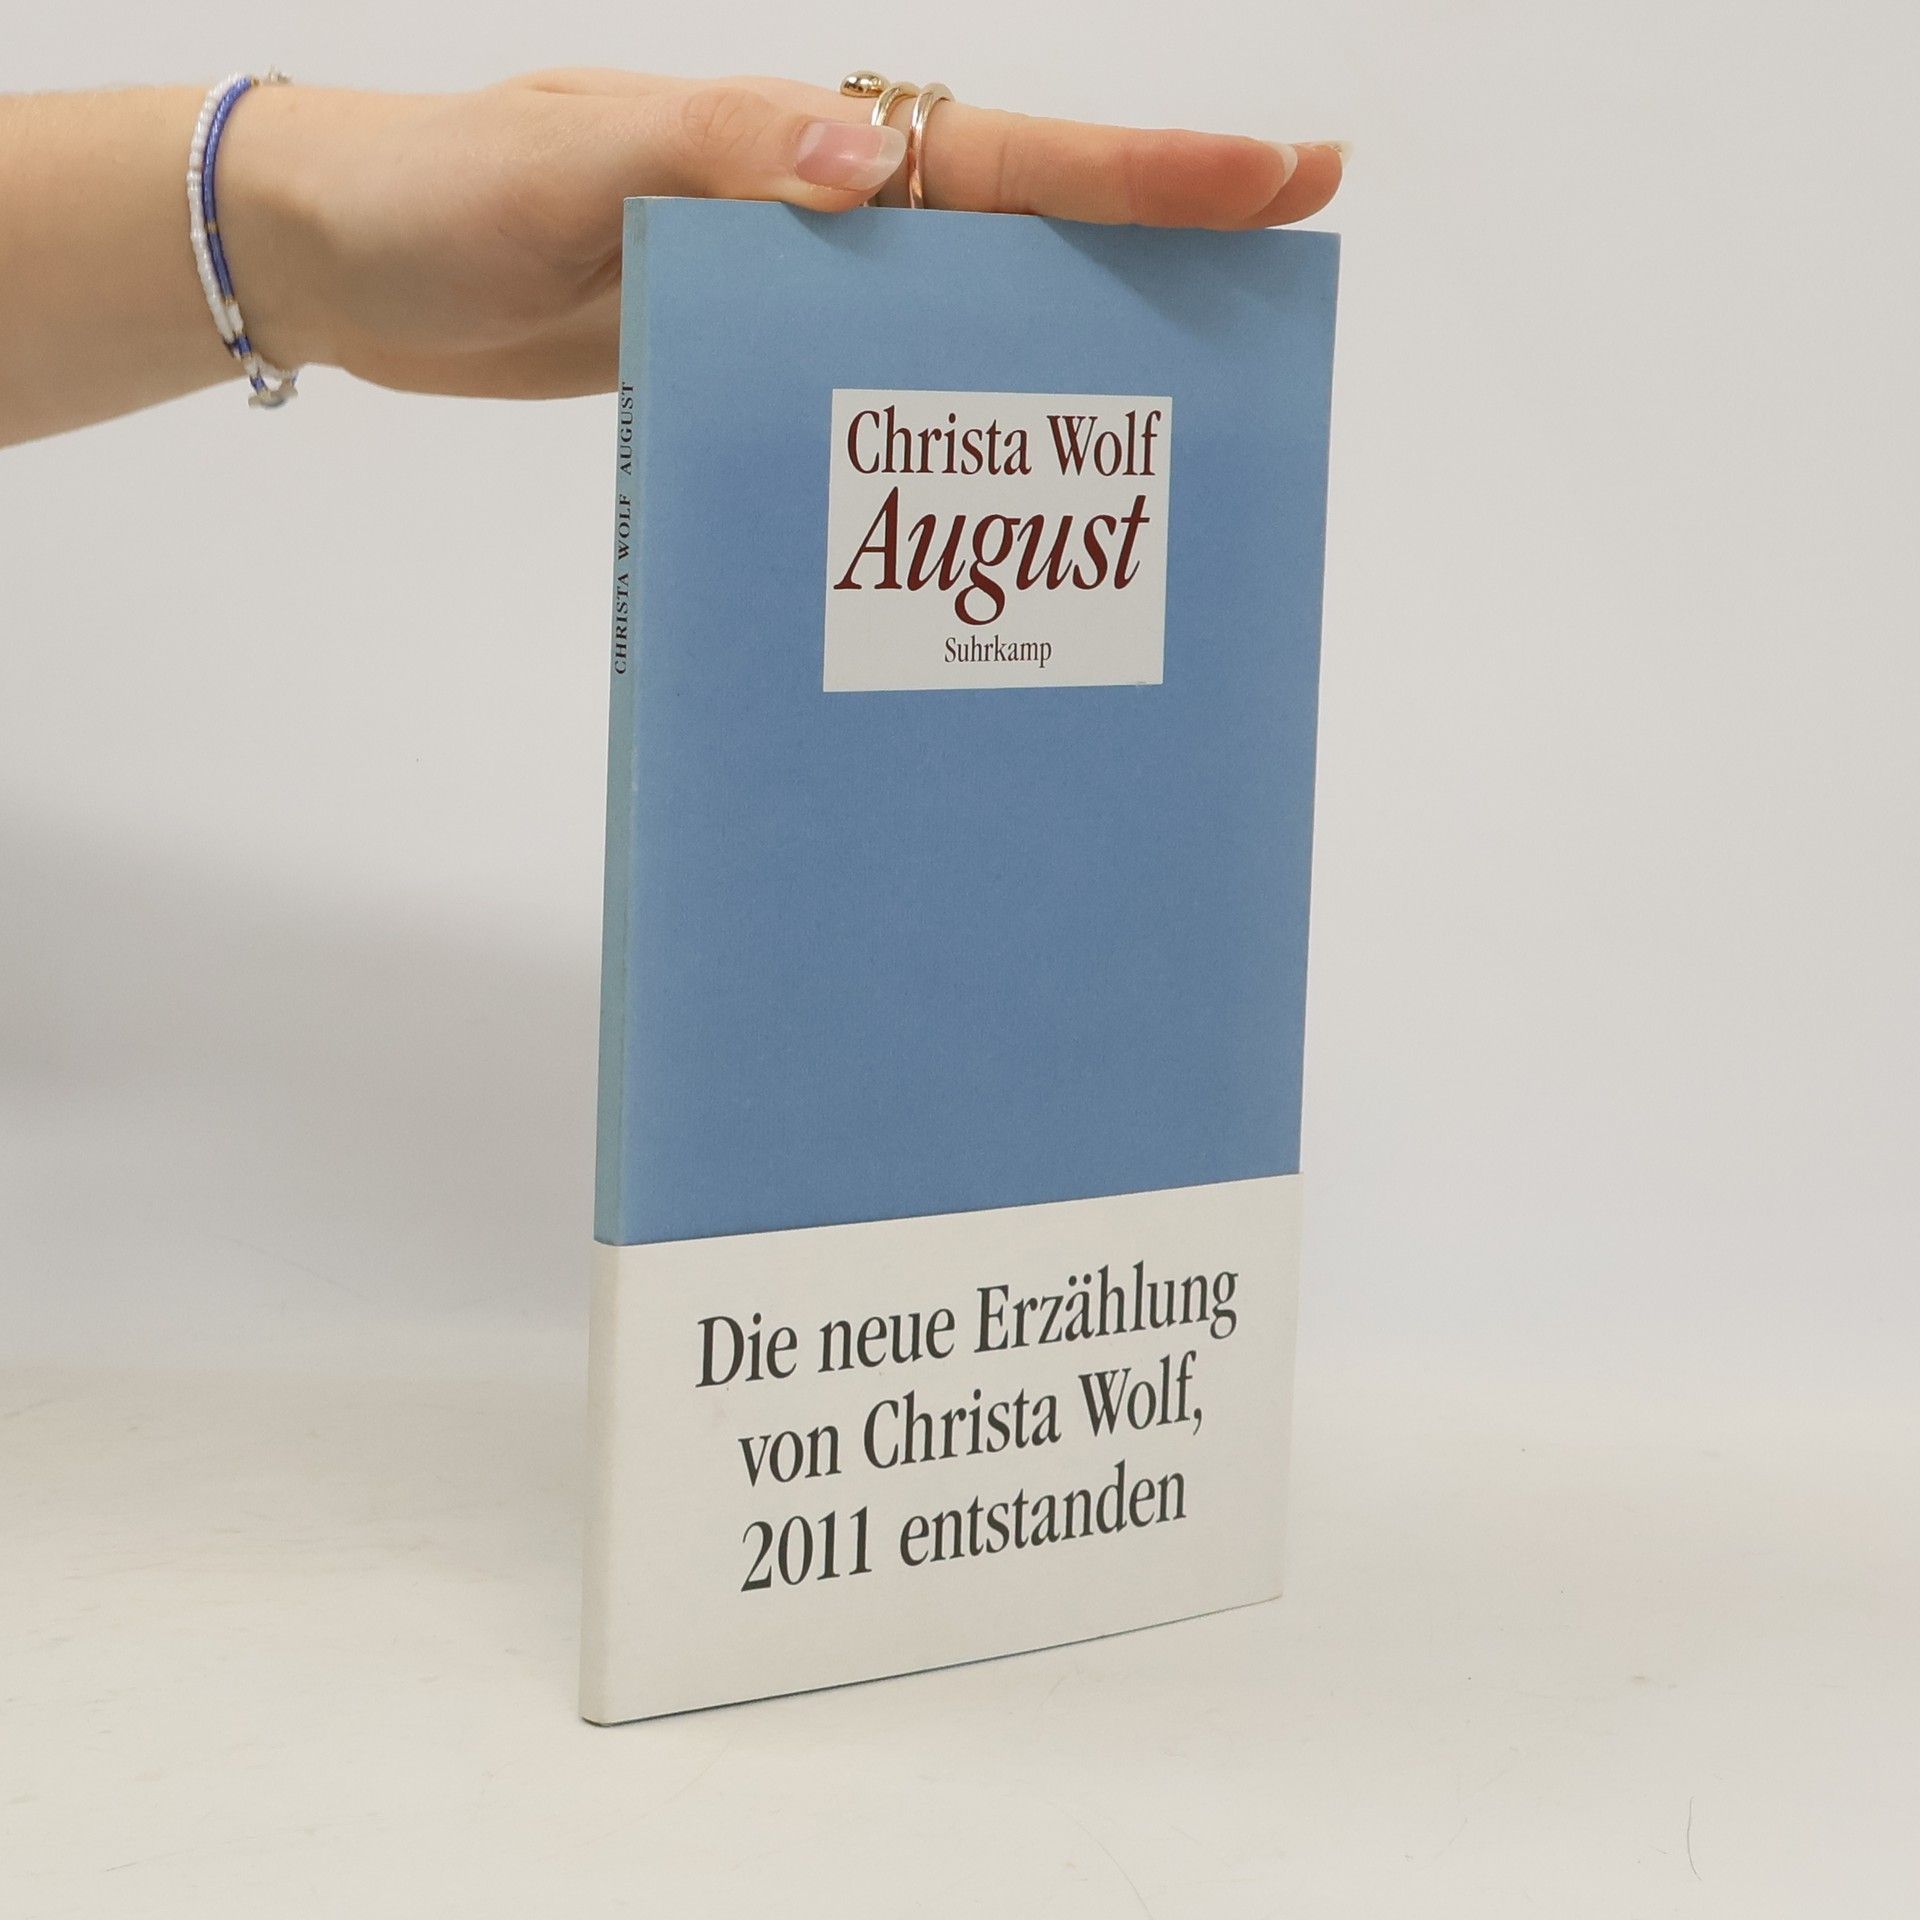 CHRISTA WOLF AUGUST
Christa Wolf
August
Suhrkamp
Die neue Erzählung
von Christa Wolf,
2011 entstanden